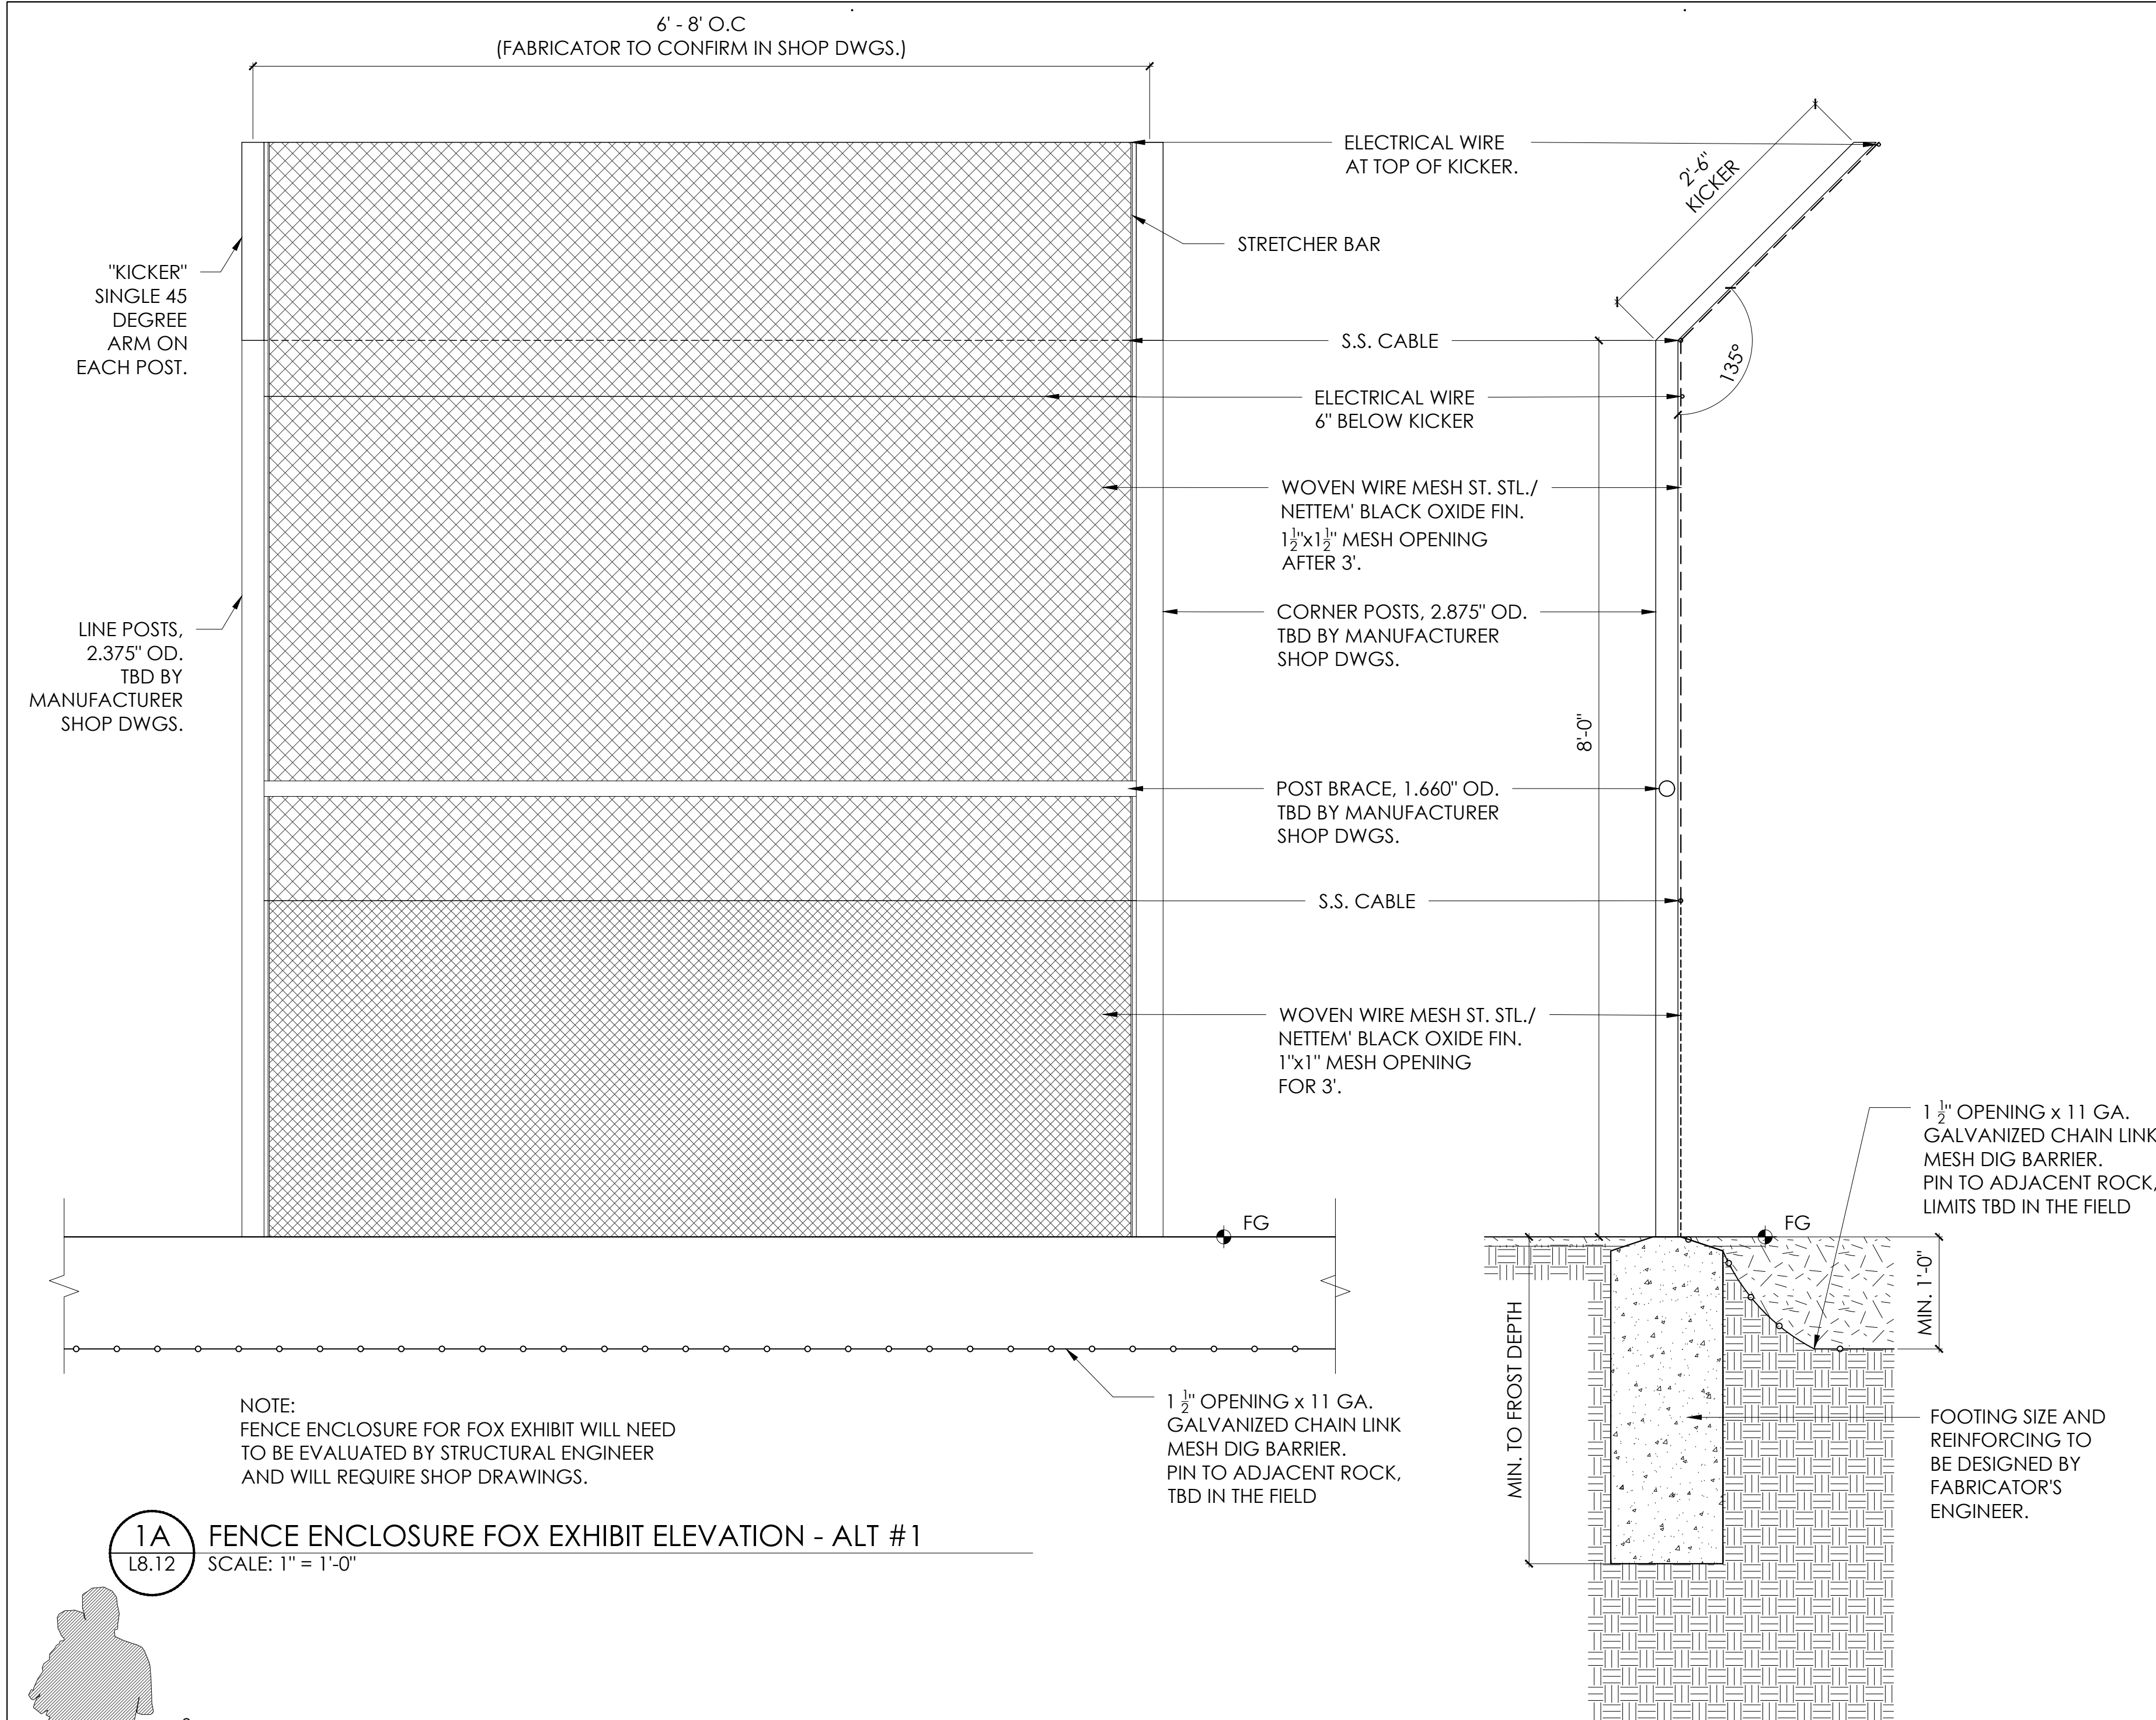 6' - 8' O.C
(FABRICATOR TO CONFIRM IN SHOP DWGS.)
"KICKER"
SINGLE 45
DEGREE
ARM ON
EACH POST.
LINE POSTS,
2.375" OD.
TBD BY
MANUFACTURER
SHOP DWGS.
ELECTRICAL WIRE
AT TOP OF KICKER.
STRETCHER BAR
S.S. CABLE
ELECTRICAL WIRE
6" BELOW KICKER
WOVEN WIRE MESH ST. STL./
NETTEM' BLACK OXIDE FIN.
1 1/2"x1 1/2" MESH OPENING
AFTER 3'.
CORNER POSTS, 2.875" OD.
TBD BY MANUFACTURER
SHOP DWGS.
POST BRACE, 1.660" OD.
TBD BY MANUFACTURER
SHOP DWGS.
S.S. CABLE
WOVEN WIRE MESH ST. STL./
NETTEM' BLACK OXIDE FIN.
1"x1" MESH OPENING
FOR 3'.
2'-6"
KICKER
135°
8'-0"
FG
FG
1 1/2" OPENING x 11 GA.
GALVANIZED CHAIN LINK
MESH DIG BARRIER.
PIN TO ADJACENT ROCK,
LIMITS TBD IN THE FIELD
MIN. 1'-0"
MIN. TO FROST DEPTH
FOOTING SIZE AND
REINFORCING TO
BE DESIGNED BY
FABRICATOR'S
ENGINEER.
1 1/2" OPENING x 11 GA.
GALVANIZED CHAIN LINK
MESH DIG BARRIER.
PIN TO ADJACENT ROCK,
TBD IN THE FIELD
NOTE:
FENCE ENCLOSURE FOR FOX EXHIBIT WILL NEED
TO BE EVALUATED BY STRUCTURAL ENGINEER
AND WILL REQUIRE SHOP DRAWINGS.
1A
L8.12
FENCE ENCLOSURE FOX EXHIBIT ELEVATION - ALT #1
SCALE: 1" = 1'-0"